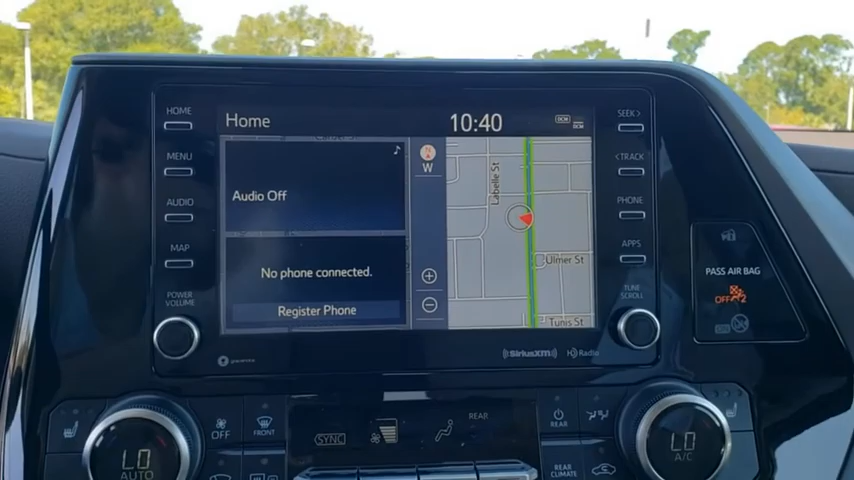 HOME
MENU
AUDIO
MAP
POWER
VOLUME
Home
10:40
Audio Off
No phone connected.
Register Phone
W
Labelle St
Ulmer St
Tunis St
SEEK >
< TRACK
PHONE
APPS
TUNE
SCROLL
SiriusXM
HD Radio
PASS AIR BAG
OFF
2
OFF
FRONT
SYNC
REAR
REAR
REAR
CLIMATE
LO
AUTO
LO
A/C